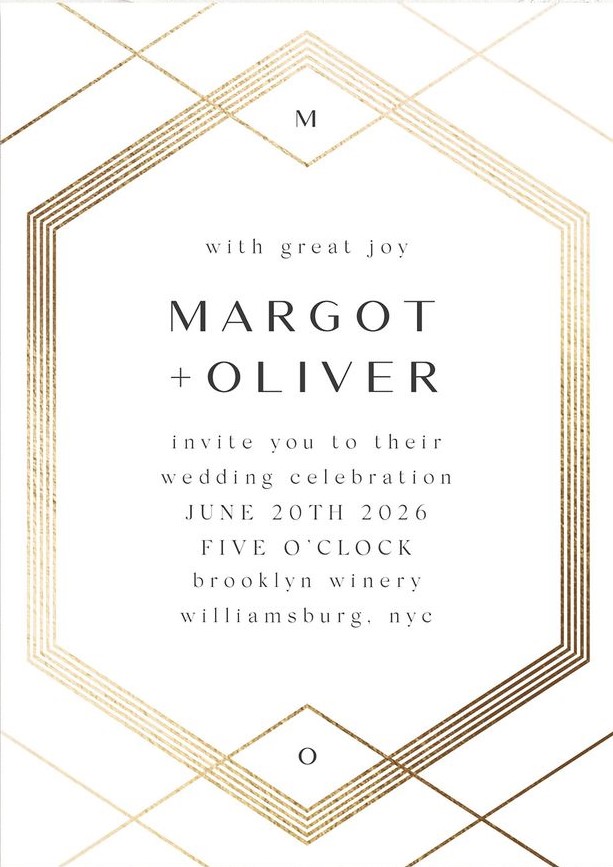 M
with great joy
MARGOT
+OLIVER
invite you to their
wedding celebration
JUNE 20TH 2026
FIVE O'CLOCK
brooklyn winery
williamsburg, nyc
O